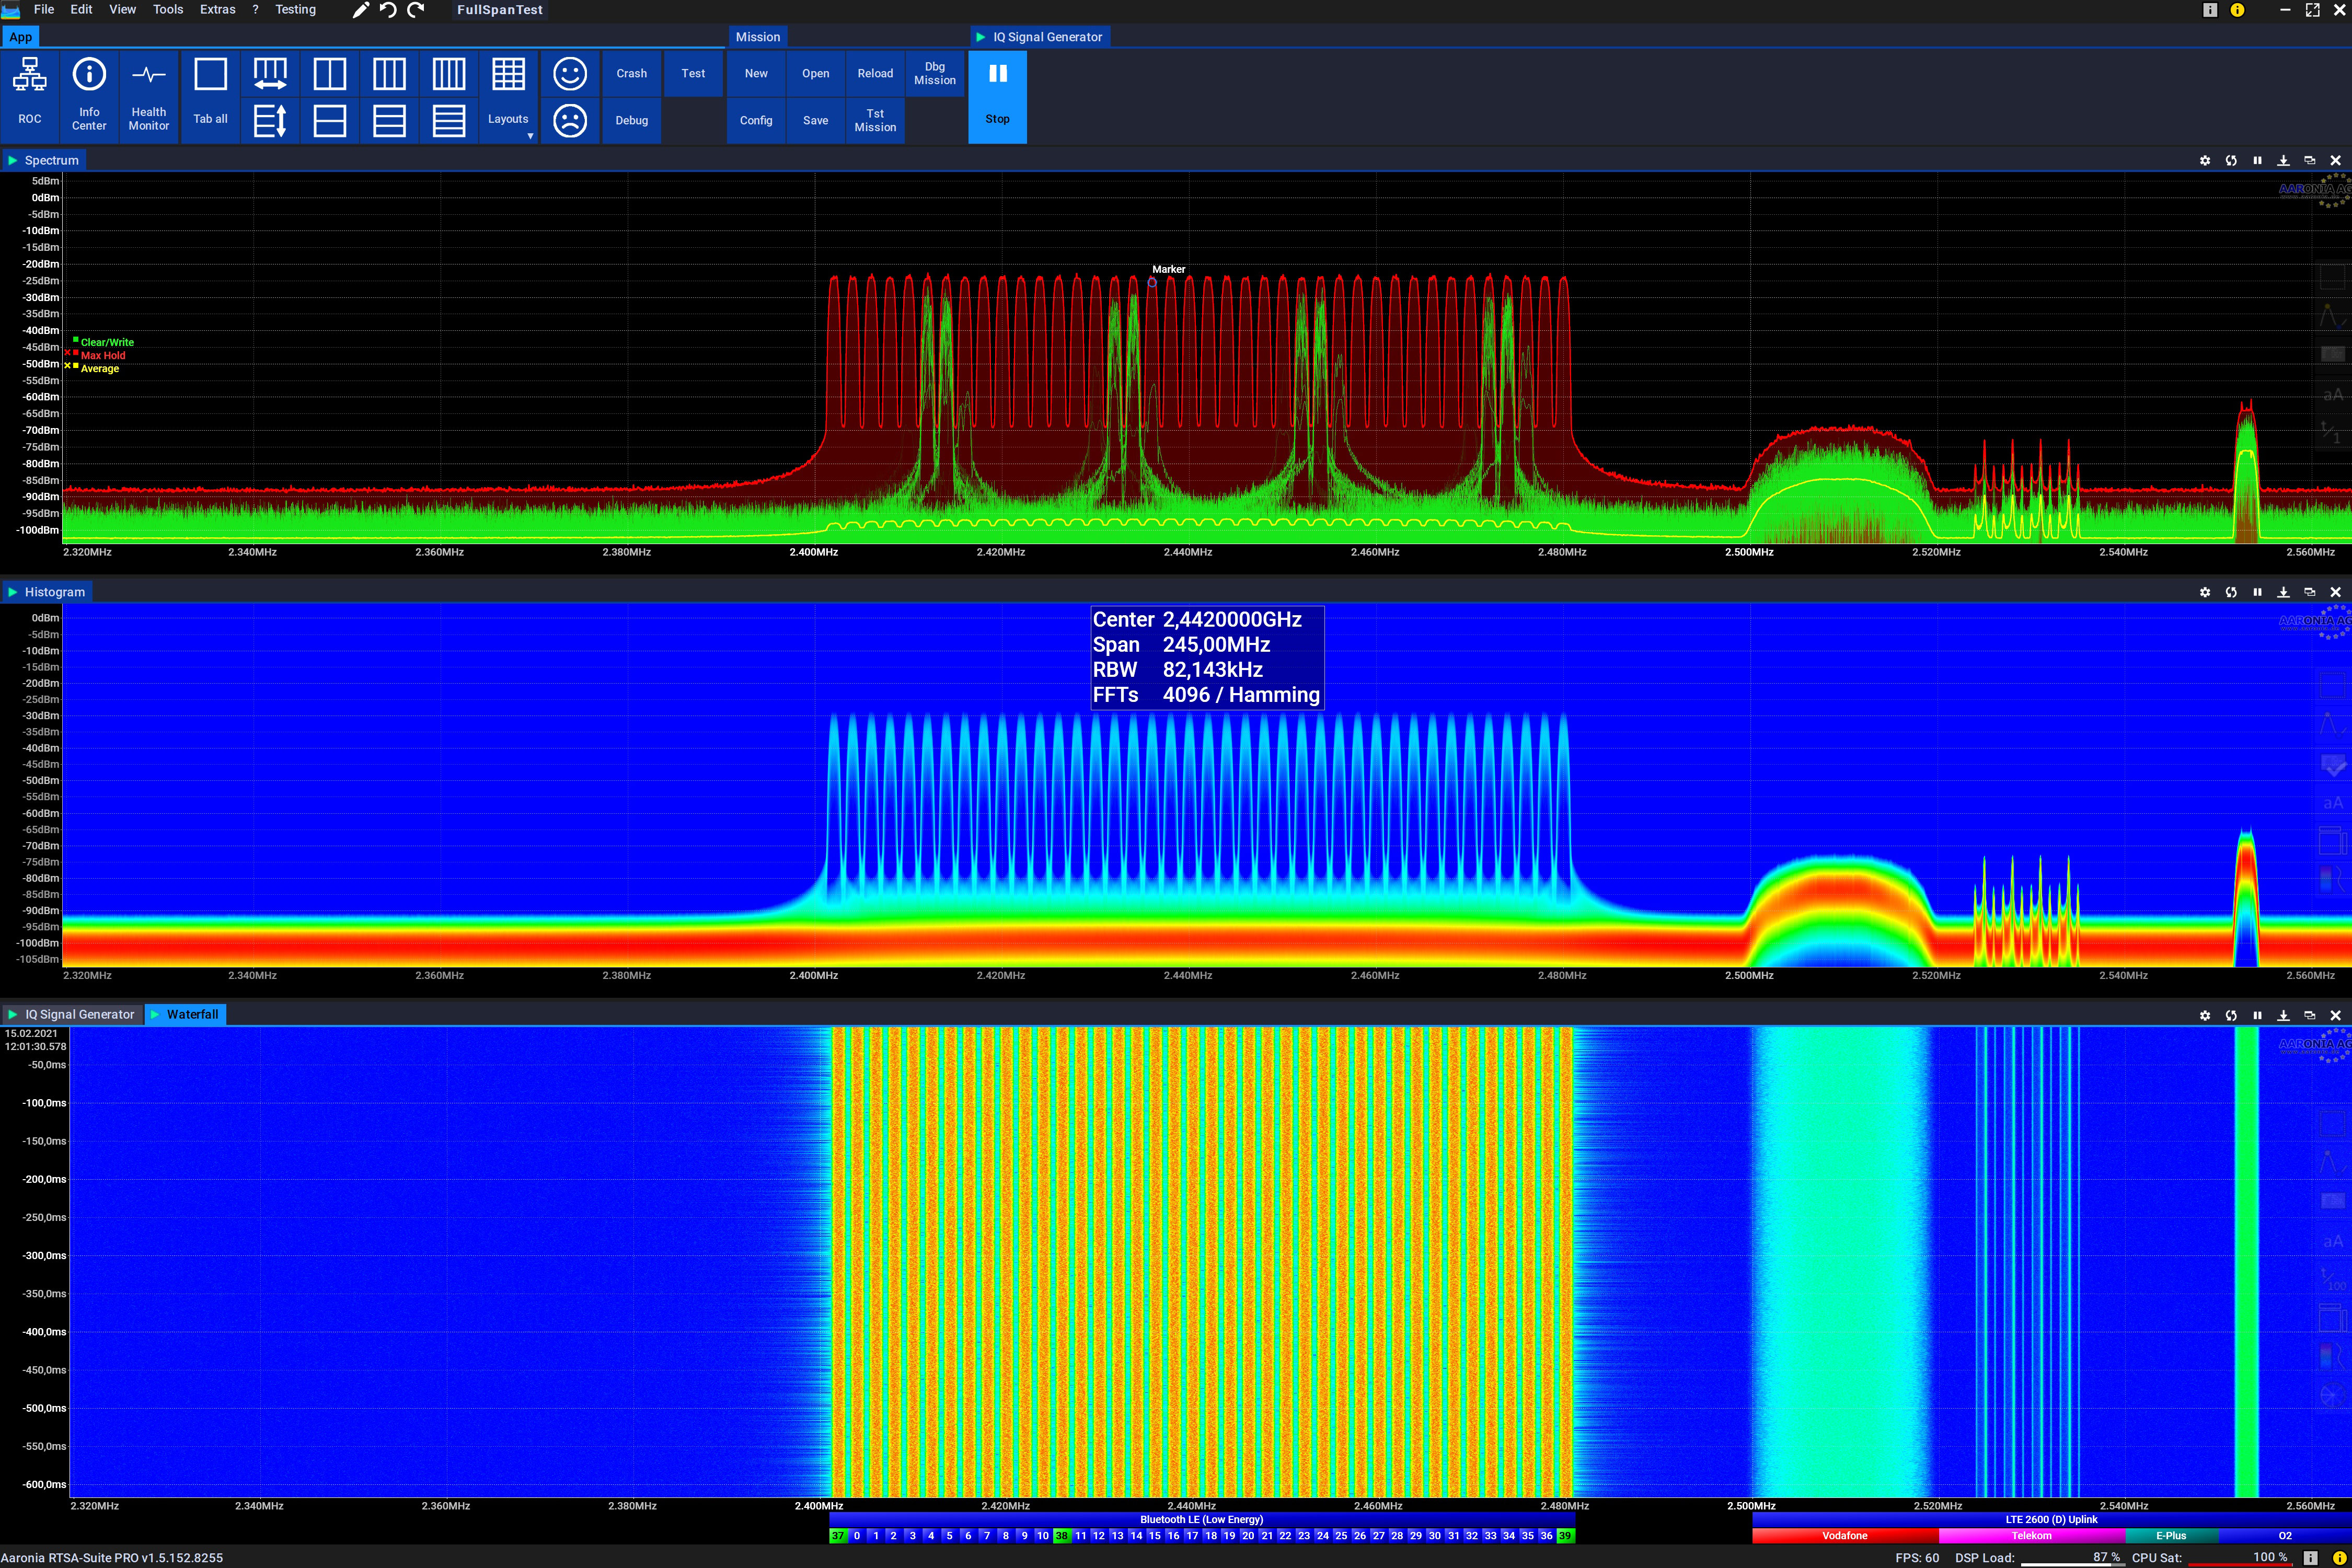 File Edit View Tools Extras ? Testing FullSpanTest
App Mission IQ Signal Generator
ROC Info Center Health Monitor Tab all Layouts Crash Test New Open Reload Dbg Mission Stop
Debug Config Save Tst Mission
Spectrum
AARONIA AG
5dBm
0dBm
-5dBm
-10dBm
-15dBm
-20dBm
Marker
-25dBm
-30dBm
-35dBm
-40dBm
-45dBm
Clear/Write
Max Hold
-50dBm
Average
-55dBm
-60dBm
-65dBm
-70dBm
-75dBm
-80dBm
-85dBm
-90dBm
-95dBm
-100dBm
2.320MHz 2.340MHz 2.360MHz 2.380MHz 2.400MHz 2.420MHz 2.440MHz 2.460MHz 2.480MHz 2.500MHz 2.520MHz 2.540MHz 2.560MHz
Histogram
AARONIA AG
Center 2,4420000GHz
Span 245,00MHz
RBW 82,143kHz
FFTs 4096 / Hamming
0dBm
-5dBm
-10dBm
-15dBm
-20dBm
-25dBm
-30dBm
-35dBm
-40dBm
-45dBm
-50dBm
-55dBm
-60dBm
-65dBm
-70dBm
-75dBm
-80dBm
-85dBm
-90dBm
-95dBm
-100dBm
-105dBm
2.320MHz 2.340MHz 2.360MHz 2.380MHz 2.400MHz 2.420MHz 2.440MHz 2.460MHz 2.480MHz 2.500MHz 2.520MHz 2.540MHz 2.560MHz
IQ Signal Generator Waterfall
15.02.2021
12:01:30.578
AARONIA AG
-50,0ms
-100,0ms
-150,0ms
-200,0ms
-250,0ms
-300,0ms
-350,0ms
-400,0ms
-450,0ms
-500,0ms
-550,0ms
-600,0ms
2.320MHz 2.340MHz 2.360MHz 2.380MHz 2.400MHz 2.420MHz 2.440MHz 2.460MHz 2.480MHz 2.500MHz 2.520MHz 2.540MHz 2.560MHz
Bluetooth LE (Low Energy) LTE 2600 (D) Uplink
37 0 1 2 3 4 5 6 7 8 9 10 38 11 12 13 14 15 16 17 18 19 20 21 22 23 24 25 26 27 28 29 30 31 32 33 34 35 36 39 Vodafone Telekom E-Plus O2
Aaronia RTSA-Suite PRO v1.5.152.8255 FPS: 60 DSP Load: 87 % CPU Sat: 100 %